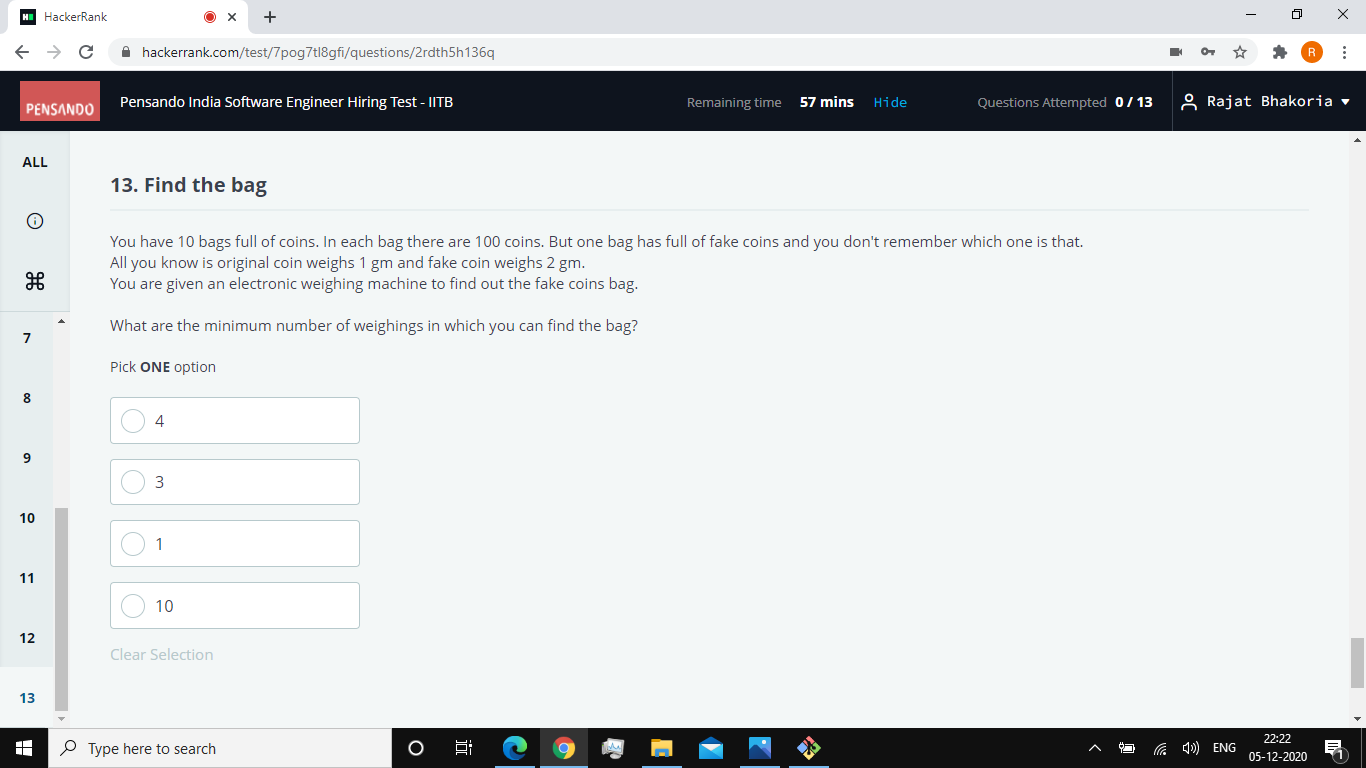 HackerRank
hackerrank.com/test/7pog7tl8gfi/questions/2rdth5h136q
R
PENSANDO
Pensando India Software Engineer Hiring Test - IITB
Remaining time 57 mins Hide
Questions Attempted 0 / 13
Rajat Bhakoria
ALL
7
8
9
10
11
12
13
13. Find the bag
You have 10 bags full of coins. In each bag there are 100 coins. But one bag has full of fake coins and you don't remember which one is that.
All you know is original coin weighs 1 gm and fake coin weighs 2 gm.
You are given an electronic weighing machine to find out the fake coins bag.
What are the minimum number of weighings in which you can find the bag?
Pick ONE option
4
3
1
10
Clear Selection
Type here to search
ENG
22:22
05-12-2020
1